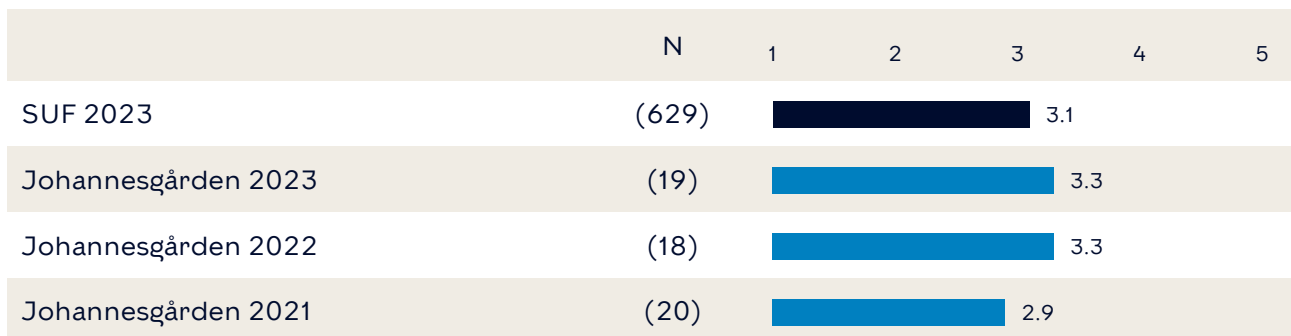 N 1 2 3 4 5
SUF 2023 (629) 3.1
Johannesgården 2023 (19) 3.3
Johannesgården 2022 (18) 3.3
Johannesgården 2021 (20) 2.9